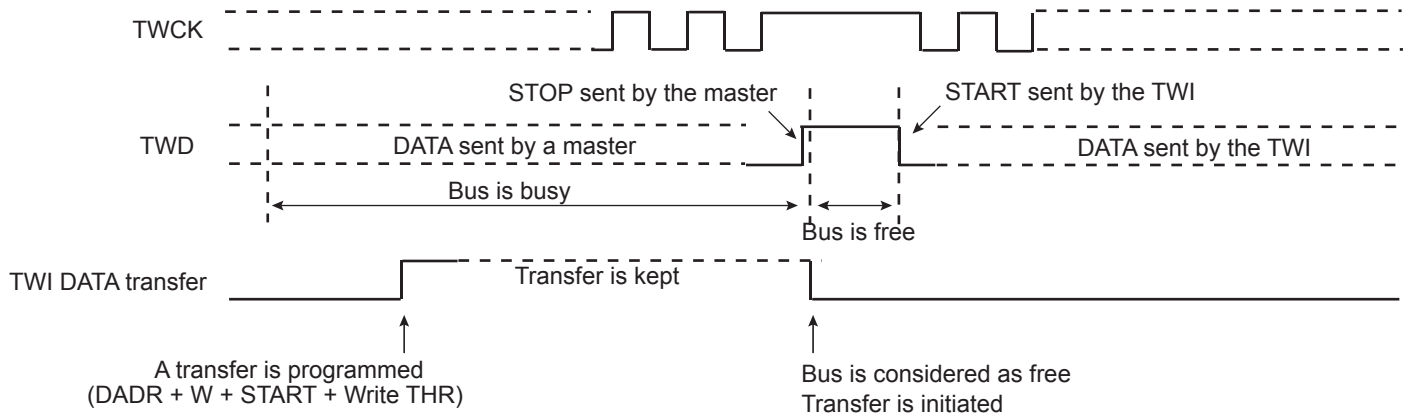 TWCK
STOP sent by the master
START sent by the TWI
TWD
DATA sent by a master
DATA sent by the TWI
Bus is busy
Bus is free
TWI DATA transfer
Transfer is kept
A transfer is programmed
(DADR + W + START + Write THR)
Bus is considered as free
Transfer is initiated